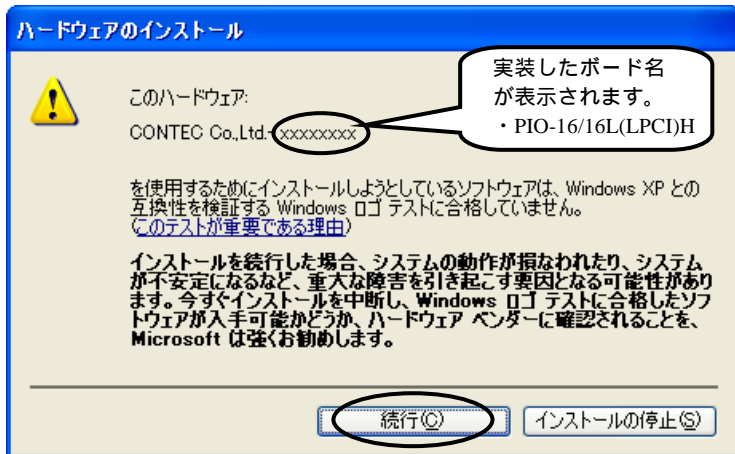 ハードウェアのインストール
実装したボード名
が表示されます。
・PIO-16/16L(LPCI)H
このハードウェア:
CONTEC Co.,Ltd.-xxxxxxxx
を使用するためにインストールしようとしているソフトウェアは、Windows XP との
互換性を検証する Windows ロゴ テストに合格していません。
(このテストが重要である理由)
インストールを続行した場合、システムの動作が損なわれたり、システム
が不安定になるなど、重大な障害を引き起こす要因となる可能性があり
ます。今すぐインストールを中断し、Windows ロゴ テストに合格したソフ
トウェアが入手可能かどうか、ハードウェア ベンダーに確認されることを、
Microsoft は強くお勧めします。
続行(C)
インストールの停止(S)